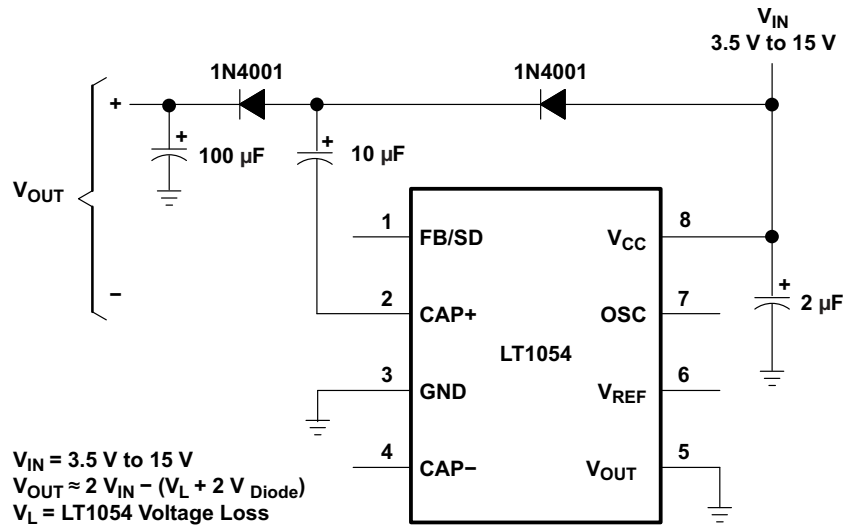 V_IN
3.5 V to 15 V
1N4001
1N4001
+
+
100 µF
+
10 µF
V_OUT
−
1
FB/SD
V_CC
8
+
2 µF
2
CAP+
OSC
7
LT1054
3
GND
V_REF
6
4
CAP−
V_OUT
5
V_IN = 3.5 V to 15 V
V_OUT ≈ 2 V_IN − (V_L + 2 V_Diode)
V_L = LT1054 Voltage Loss